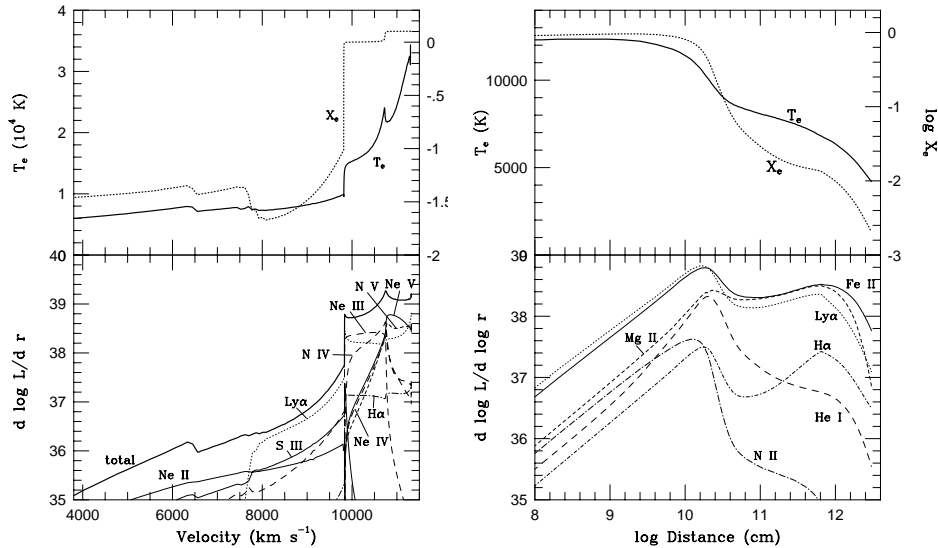 4
3
2
1
0
T_e (10^4 K)
0
-.5
-1
-1.5
-2
X_e
T_e
10000
5000
0
T_e (K)
0
-1
-2
-3
log X_e
T_e
X_e
40
39
38
37
36
35
d log L/d r
N V
Ne V
Ne III
N IV
Lyα
Hα
S III
Ne IV
total
Ne II
4000
6000
8000
10000
Velocity (km s^-1)
39
38
37
36
35
d log L/d log r
Fe II
Lyα
Mg II
Hα
He I
N II
8
9
10
11
12
log Distance (cm)